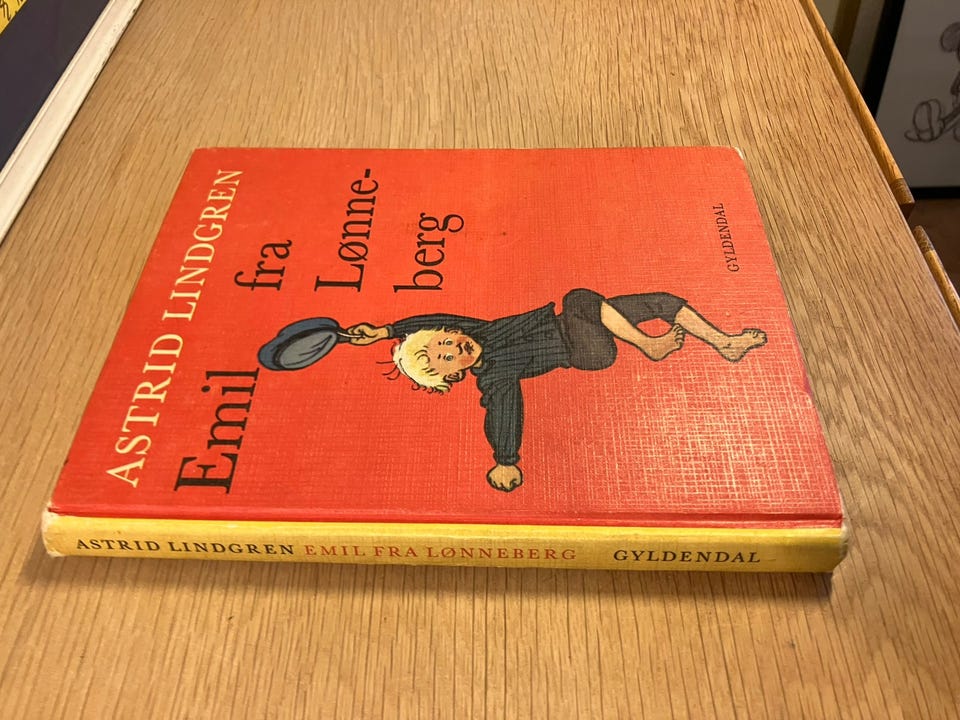 ASTRID LINDGREN
Emil
fra
Lønne-
berg
GYLDENDAL
ASTRID LINDGREN EMIL FRA LØNNEBERG GYLDENDAL